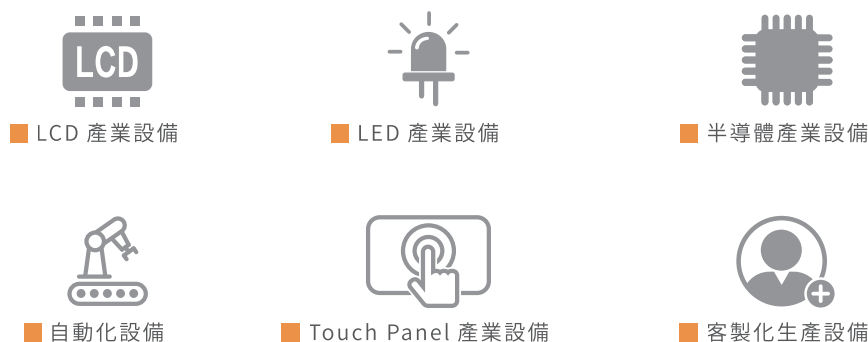 LCD
LCD 產業設備
LED 產業設備
半導體產業設備
自動化設備
Touch Panel 產業設備
客製化生產設備